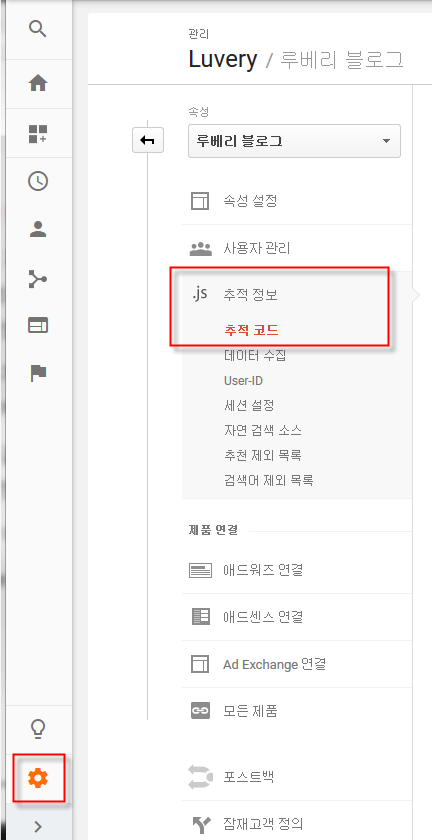 관리
Luvery / 루베리 블로그
속성
루베리 블로그
속성 설정
사용자 관리
.js 추적 정보
추적 코드
데이터 수집
User-ID
세션 설정
자연 검색 소스
추천 제외 목록
검색어 제외 목록
제품 연결
애드워즈 연결
애드센스 연결
Ad Exchange 연결
모든 제품
포스트백
잠재고객 정의